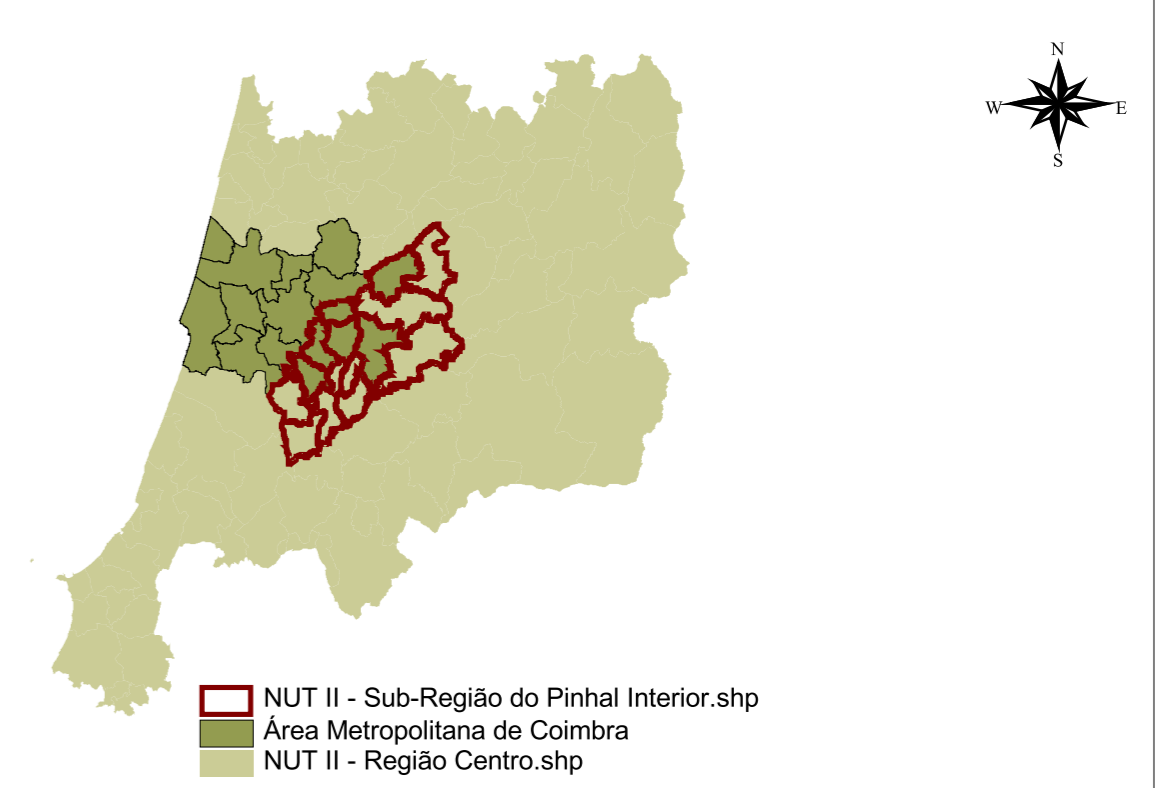 N
W E
S
NUT II - Sub-Região do Pinhal Interior.shp
Área Metropolitana de Coimbra
NUT II - Região Centro.shp